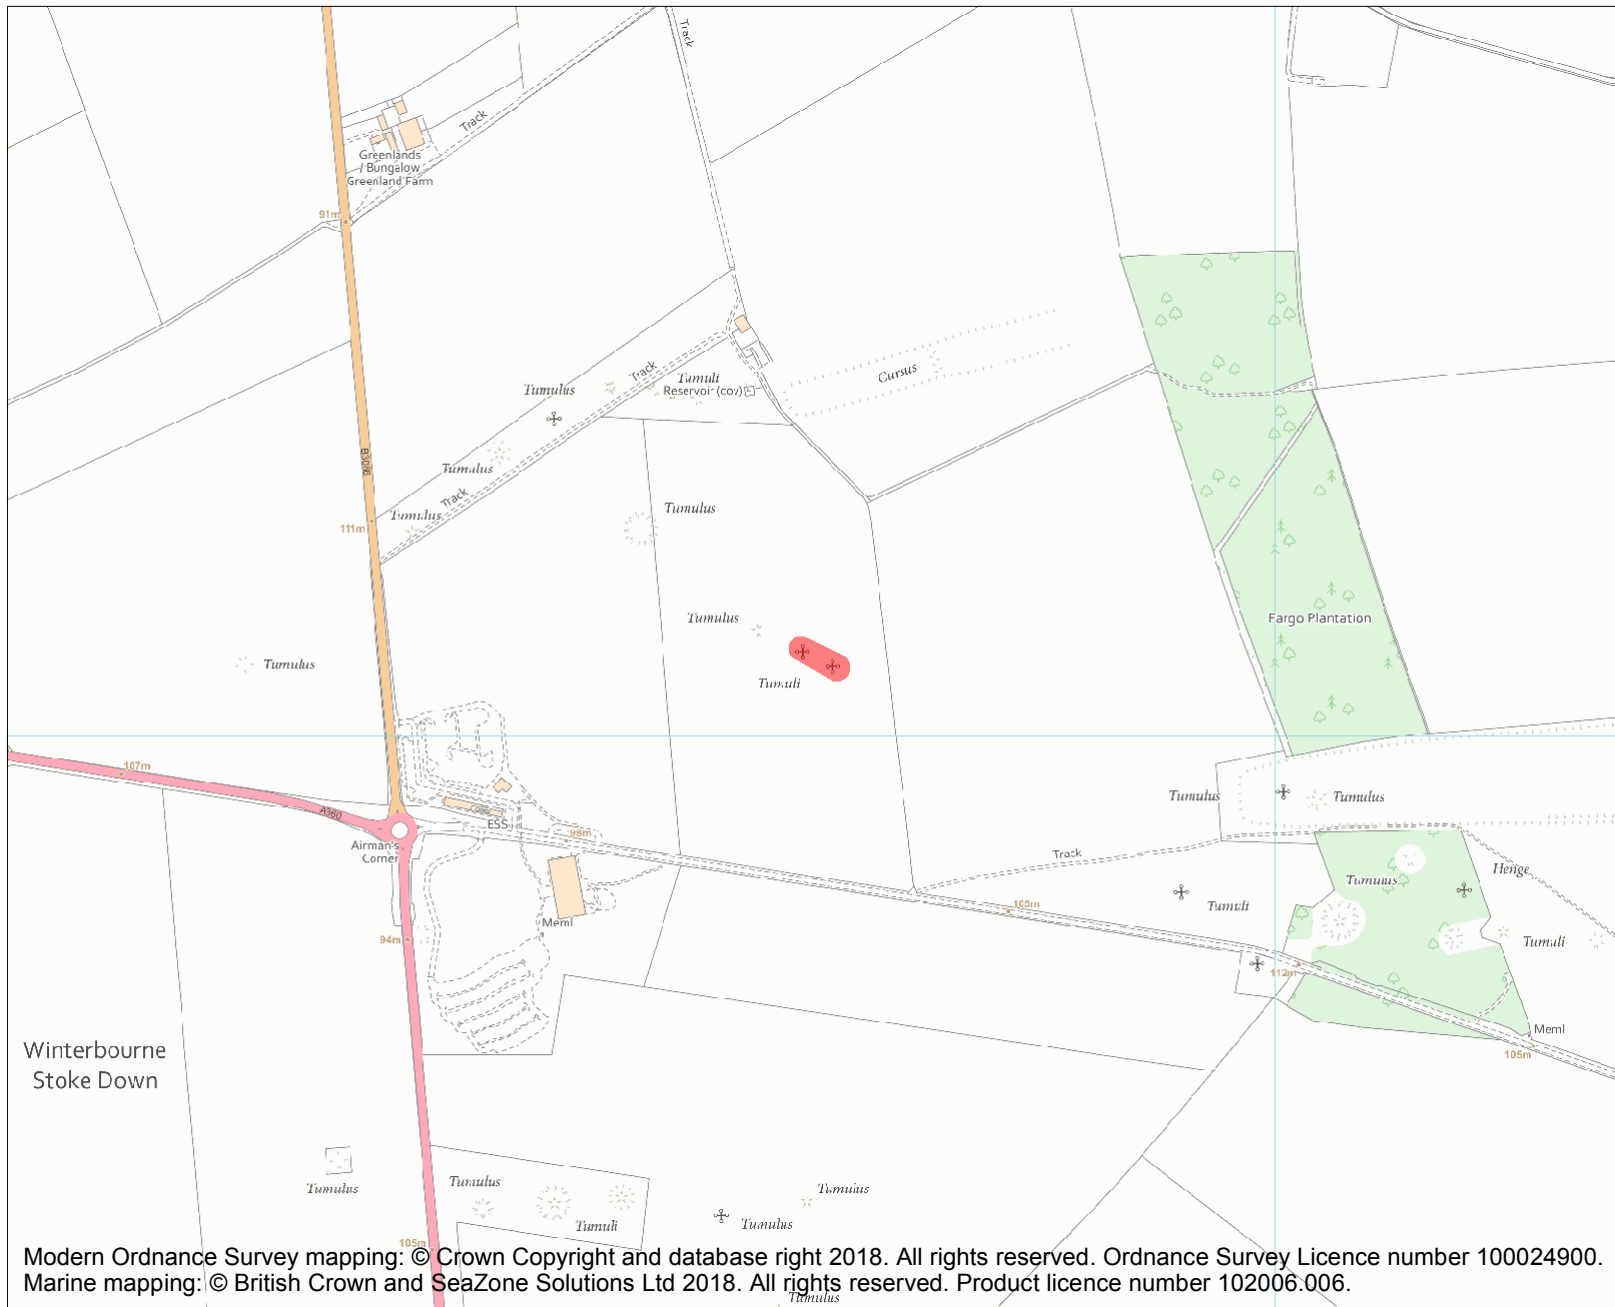 Track
Greenlands
/ Bungalow
Greenland Farm
Track
91m
Cursus
Track
Tumulus
Tumuli
Reservoir (cov)
B3086
Tumulus
Track
Tumulus
Tumulus
111m
Tumulus
Fargo Plantation
Tumulus
Tumuli
107m
Tumulus
Tumulus
A360
ESS
98m
Airman's
Corner
Track
Henge
Tumulus
105m
Tumuli
Meml
94m
Tumuli
112m
Meml
105m
Winterbourne
Stoke Down
Tumulus
Tumulus
Tumulus
Tumuli
Tumulus
105m
Modern Ordnance Survey mapping: © Crown Copyright and database right 2018. All rights reserved. Ordnance Survey Licence number 100024900.
Marine mapping: © British Crown and SeaZone Solutions Ltd 2018. All rights reserved. Product licence number 102006.006.
Tumulus